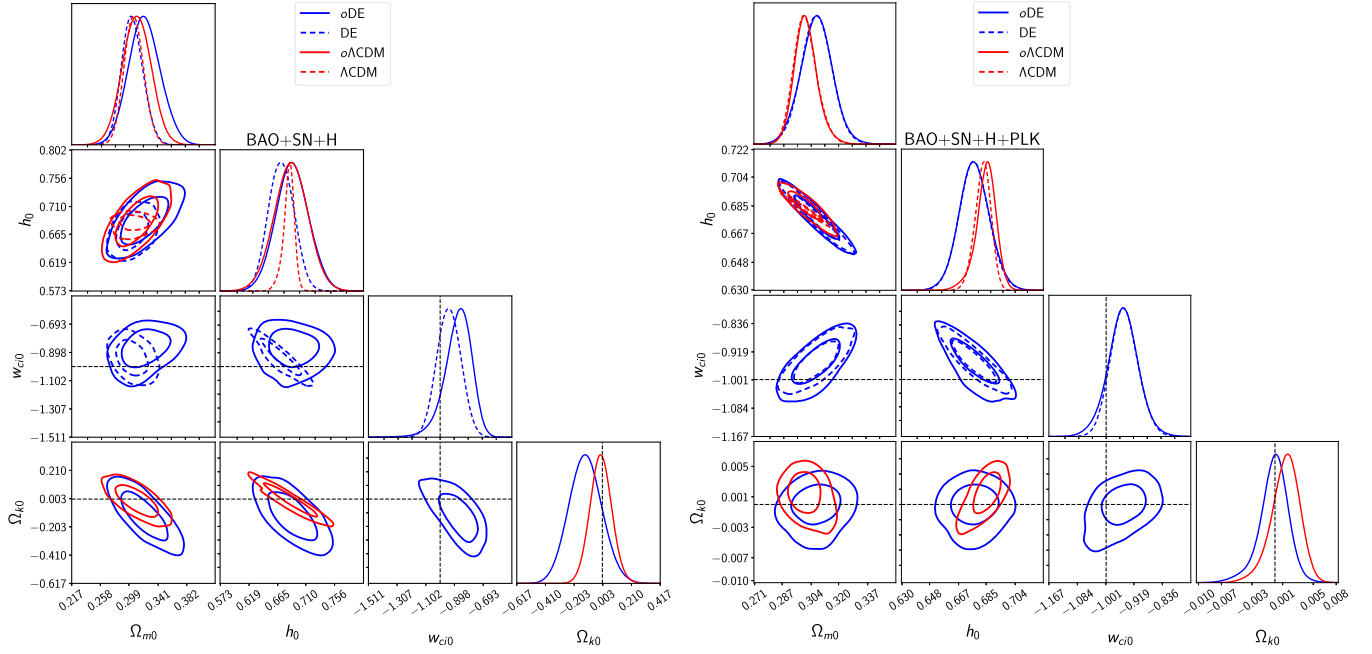 oDE
DE
oΛCDM
ΛCDM
BAO+SN+H
0.802
0.756
0.710
0.665
0.619
0.573
h0
−0.693
−0.898
−1.102
−1.307
−1.511
wci0
0.210
0.003
−0.203
−0.410
−0.617
Ωk0
0.217 0.258 0.299 0.341 0.382
0.573 0.619 0.665 0.710 0.756
−1.511 −1.307 −1.102 −0.898 −0.693
−0.617 −0.410 −0.203 0.003 0.210 0.417
Ωm0 h0 wci0 Ωk0
oDE
DE
oΛCDM
ΛCDM
BAO+SN+H+PLK
0.722
0.704
0.685
0.667
0.648
0.630
h0
−0.836
−0.919
−1.001
−1.084
−1.167
wci0
0.005
0.001
−0.003
−0.007
−0.010
Ωk0
0.271 0.287 0.304 0.320 0.337
0.630 0.648 0.667 0.685 0.704
−1.167 −1.084 −1.001 −0.919 −0.836
−0.010 −0.007 −0.003 0.001 0.005 0.008
Ωm0 h0 wci0 Ωk0